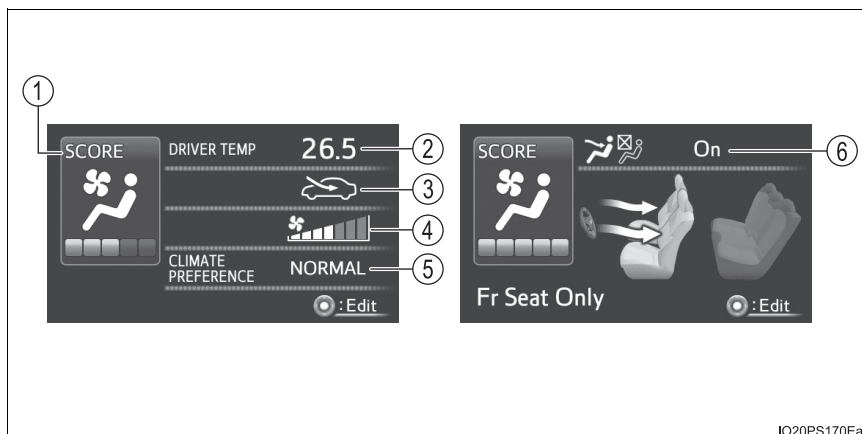 1
SCORE
DRIVER TEMP
26.5
2
3
4
CLIMATE
PREFERENCE
NORMAL
5
:Edit
SCORE
On
6
Fr Seat Only
:Edit
IO20PS170Ea